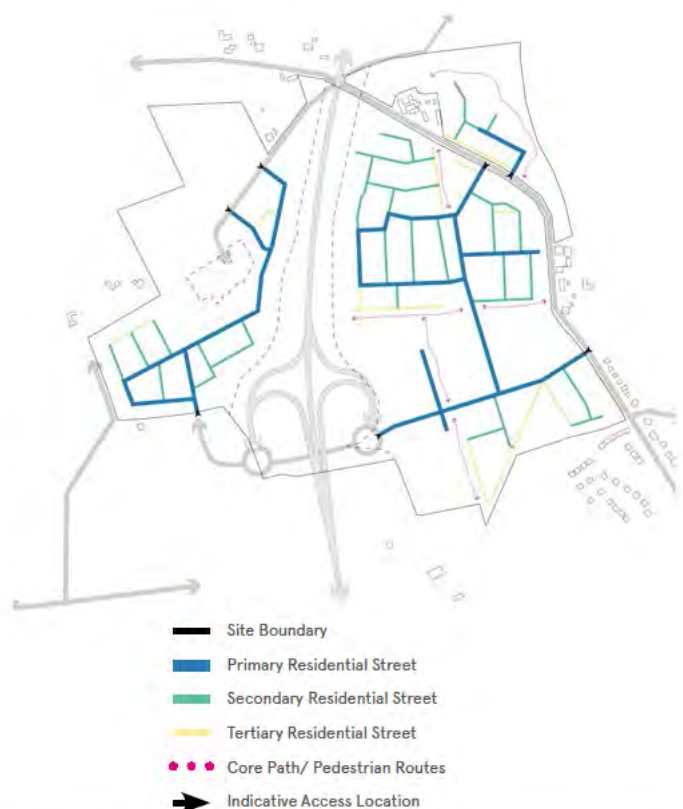 Site Boundary
Primary Residential Street
Secondary Residential Street
Tertiary Residential Street
Core Path/ Pedestrian Routes
Indicative Access Location